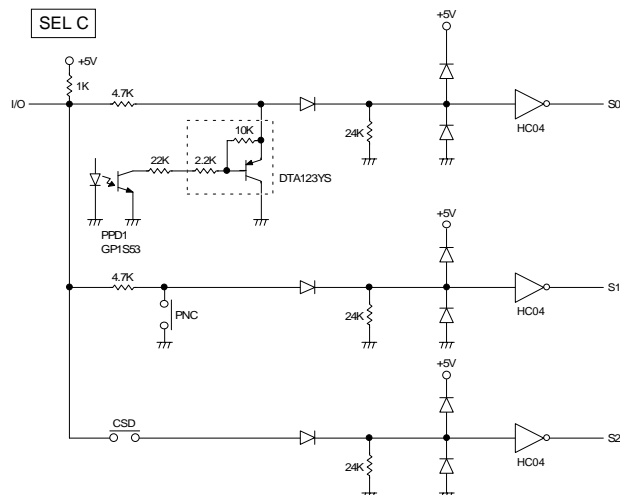 SEL C
+5V
+5V
1K
4.7K
I/O
S0
10K
24K
HC04
22K
2.2K
DTA123YS
PPD1
GP1S53
+5V
4.7K
S1
PNC
24K
HC04
+5V
CSD
S2
24K
HC04